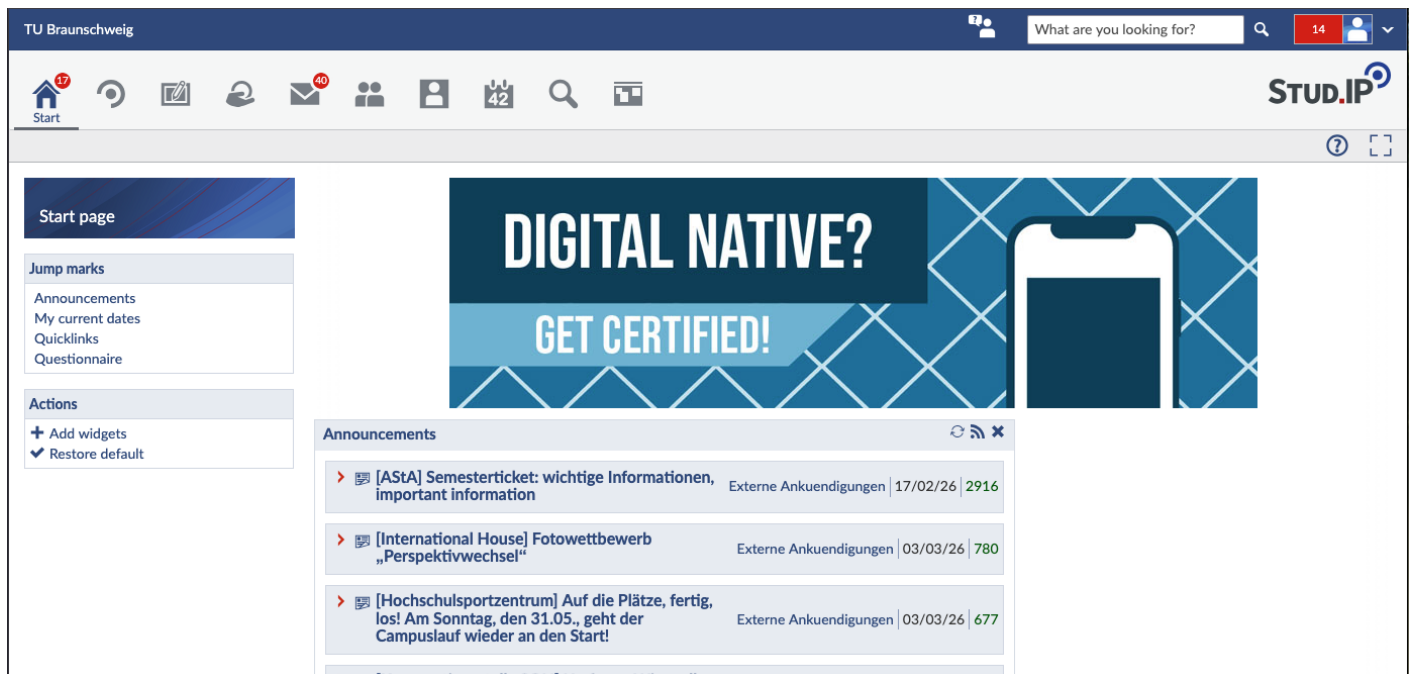 TU Braunschweig
What are you looking for?
14
17
40
42
Start
STUD.IP
?
Start page
Jump marks
Announcements
My current dates
Quicklinks
Questionnaire
Actions
Add widgets
Restore default
DIGITAL NATIVE?
GET CERTIFIED!
Announcements
[AStA] Semesterticket: wichtige Informationen,
important information
Externe Ankuendigungen 17/02/26 2916
[International House] Fotowettbewerb
„Perspektivwechsel“
Externe Ankuendigungen 03/03/26 780
[Hochschulsportzentrum] Auf die Plätze, fertig,
los! Am Sonntag, den 31.05., geht der
Campuslauf wieder an den Start!
Externe Ankuendigungen 03/03/26 677